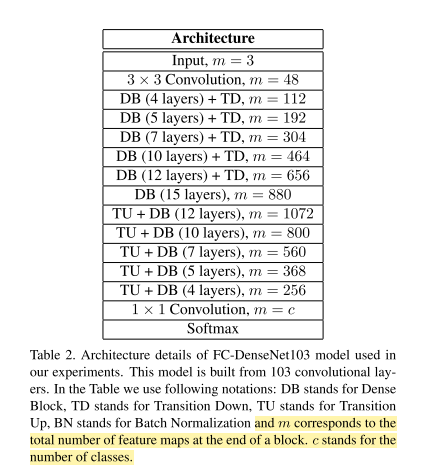 Architecture
Input, m = 3
3 × 3 Convolution, m = 48
DB (4 layers) + TD, m = 112
DB (5 layers) + TD, m = 192
DB (7 layers) + TD, m = 304
DB (10 layers) + TD, m = 464
DB (12 layers) + TD, m = 656
DB (15 layers), m = 880
TU + DB (12 layers), m = 1072
TU + DB (10 layers), m = 800
TU + DB (7 layers), m = 560
TU + DB (5 layers), m = 368
TU + DB (4 layers), m = 256
1 × 1 Convolution, m = c
Softmax
Table 2. Architecture details of FC-DenseNet103 model used in
our experiments. This model is built from 103 convolutional lay-
ers. In the Table we use following notations: DB stands for Dense
Block, TD stands for Transition Down, TU stands for Transition
Up, BN stands for Batch Normalization and m corresponds to the
total number of feature maps at the end of a block. c stands for the
number of classes.